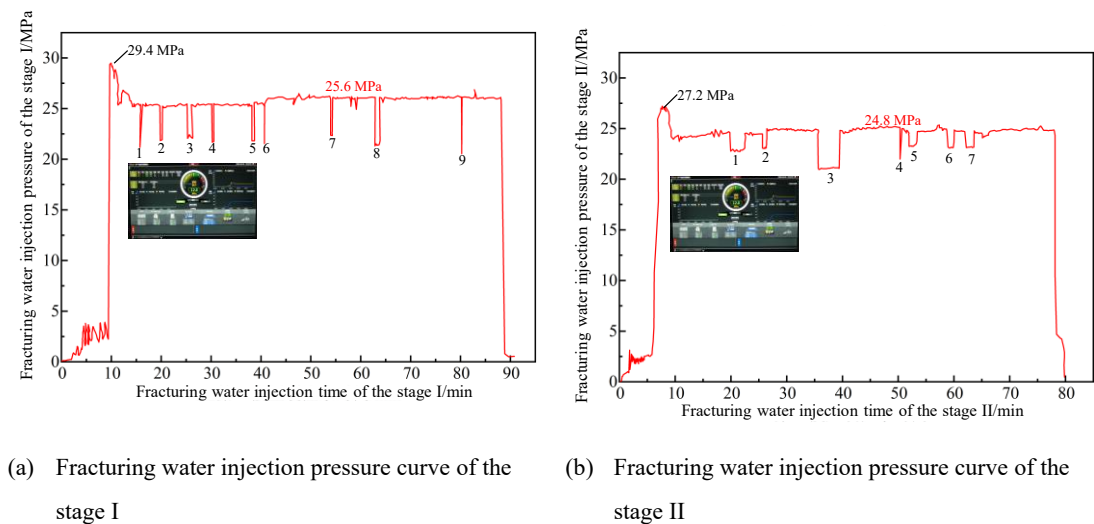 Fracturing water injection pressure of the stage I/MPa
30
25
20
15
10
5
0
29.4 MPa
25.6 MPa
1 2 3 4 5 6 7 8 9
0 10 20 30 40 50 60 70 80 90
Fracturing water injection time of the stage I/min
(a) Fracturing water injection pressure curve of the
stage I
Fracturing water injection pressure of the stage II/MPa
30
25
20
15
10
5
0
27.2 MPa
24.8 MPa
1 2 3 4 5 6 7
0 10 20 30 40 50 60 70 80
Fracturing water injection time of the stage II/min
(b) Fracturing water injection pressure curve of the
stage II